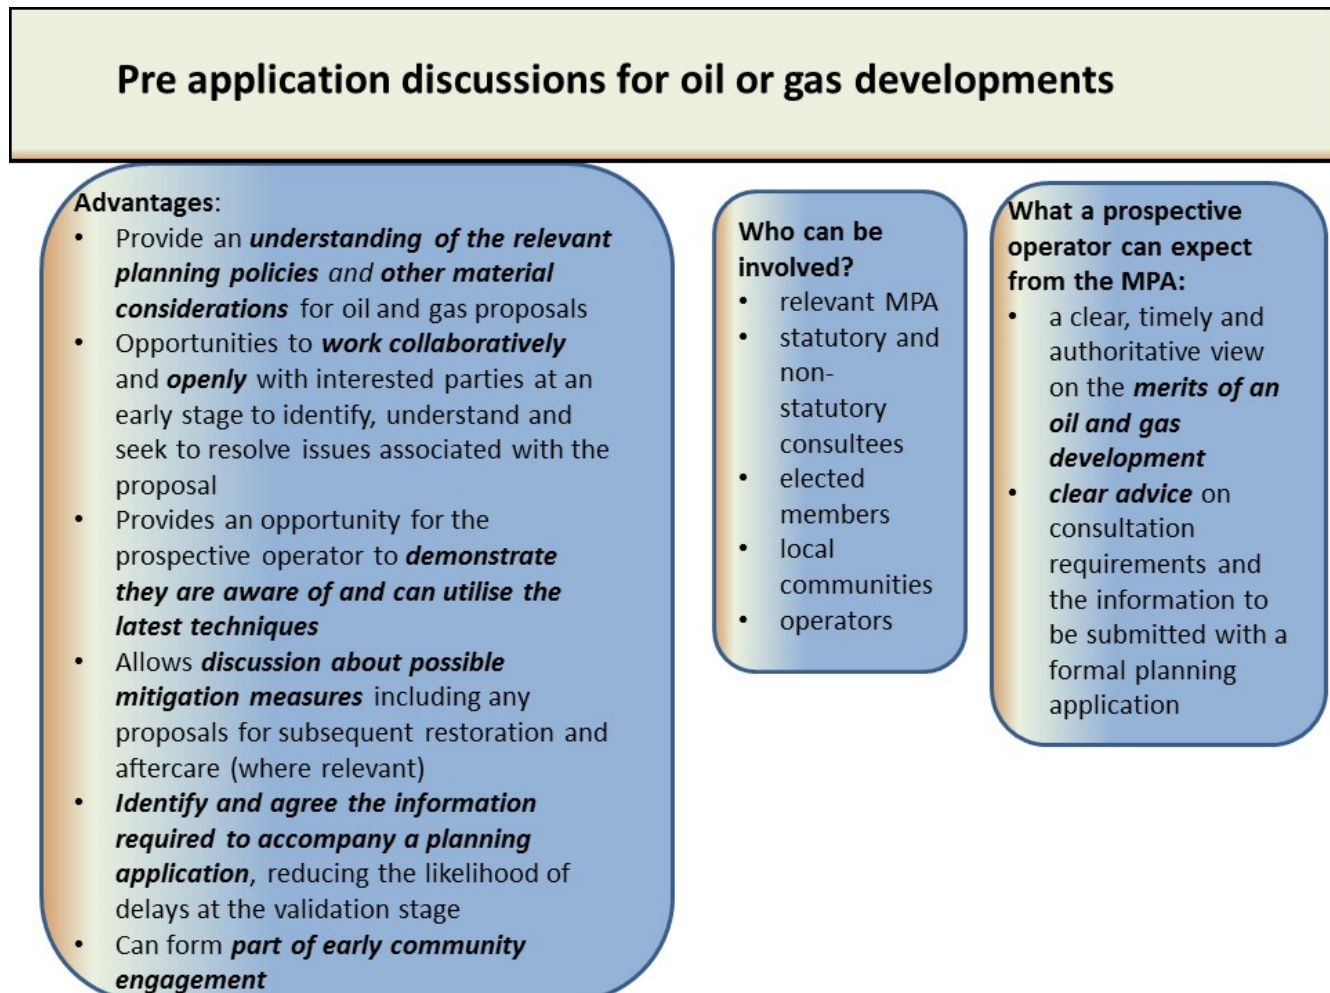 Pre application discussions for oil or gas developments
Advantages:
• Provide an understanding of the relevant
planning policies and other material
considerations for oil and gas proposals
• Opportunities to work collaboratively
and openly with interested parties at an
early stage to identify, understand and
seek to resolve issues associated with the
proposal
• Provides an opportunity for the
prospective operator to demonstrate
they are aware of and can utilise the
latest techniques
• Allows discussion about possible
mitigation measures including any
proposals for subsequent restoration and
aftercare (where relevant)
• Identify and agree the information
required to accompany a planning
application, reducing the likelihood of
delays at the validation stage
• Can form part of early community
engagement
Who can be
involved?
• relevant MPA
• statutory and
non-
statutory
consultees
• elected
members
• local
communities
• operators
What a prospective
operator can expect
from the MPA:
• a clear, timely and
authoritative view
on the merits of an
oil and gas
development
• clear advice on
consultation
requirements and
the information to
be submitted with a
formal planning
application